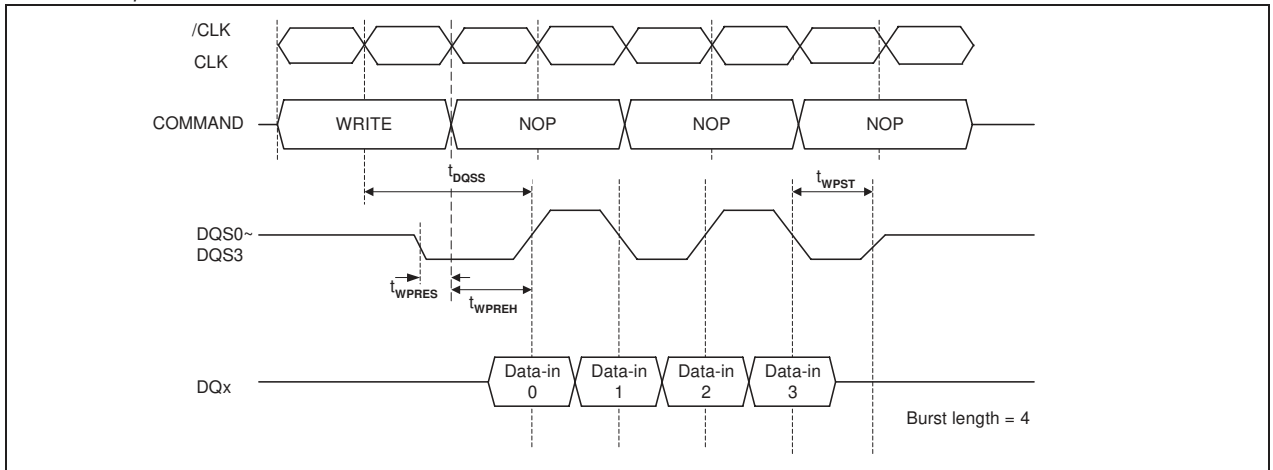 /CLK
CLK
COMMAND WRITE NOP NOP NOP
tDQSS tWPST
DQS0~
DQS3
tWPRES tWPREH
Data-in Data-in Data-in Data-in
DQx
0 1 2 3
Burst length = 4